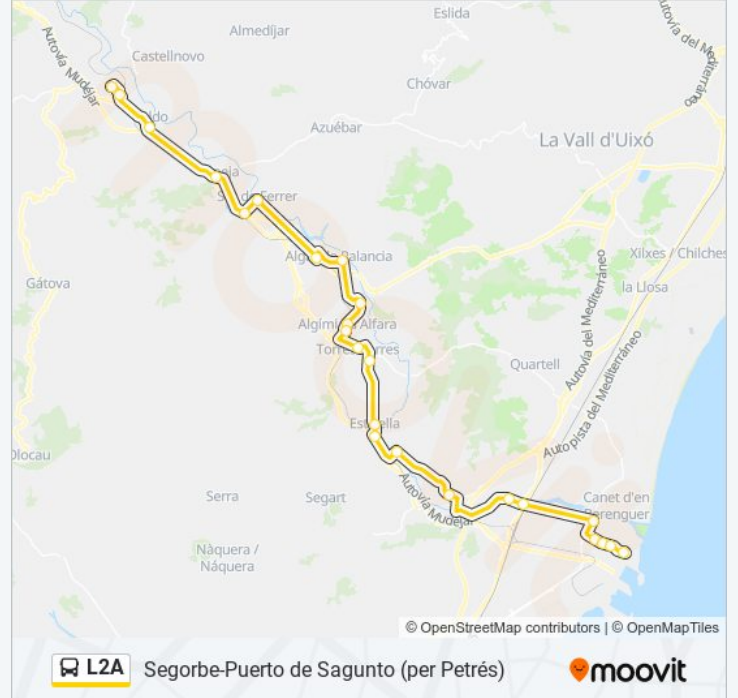 Eslida
Autovía del Mediterráneo
Autovía Mudéjar
Almedíjar
Castellnovo
Chóvar
Azuébar
La Vall d'Uixó
Xilxes / Chilches
la Llosa
Gátova
Autovía del Mediterráneo
Quartell
Autopista del Mediterráneo
Olocau
Serra
Segart
Autovía Mudéjar
Canet d'en
Berenguer
Nàquera /
Náquera
© OpenStreetMap contributors | © OpenMapTiles
L2A Segorbe-Puerto de Sagunto (per Petrés)
moovit